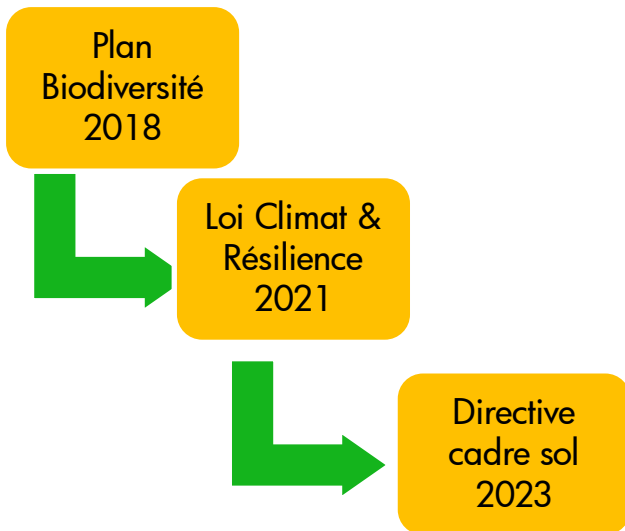 Plan
Biodiversité
2018
Loi Climat &
Résilience
2021
Directive
cadre sol
2023